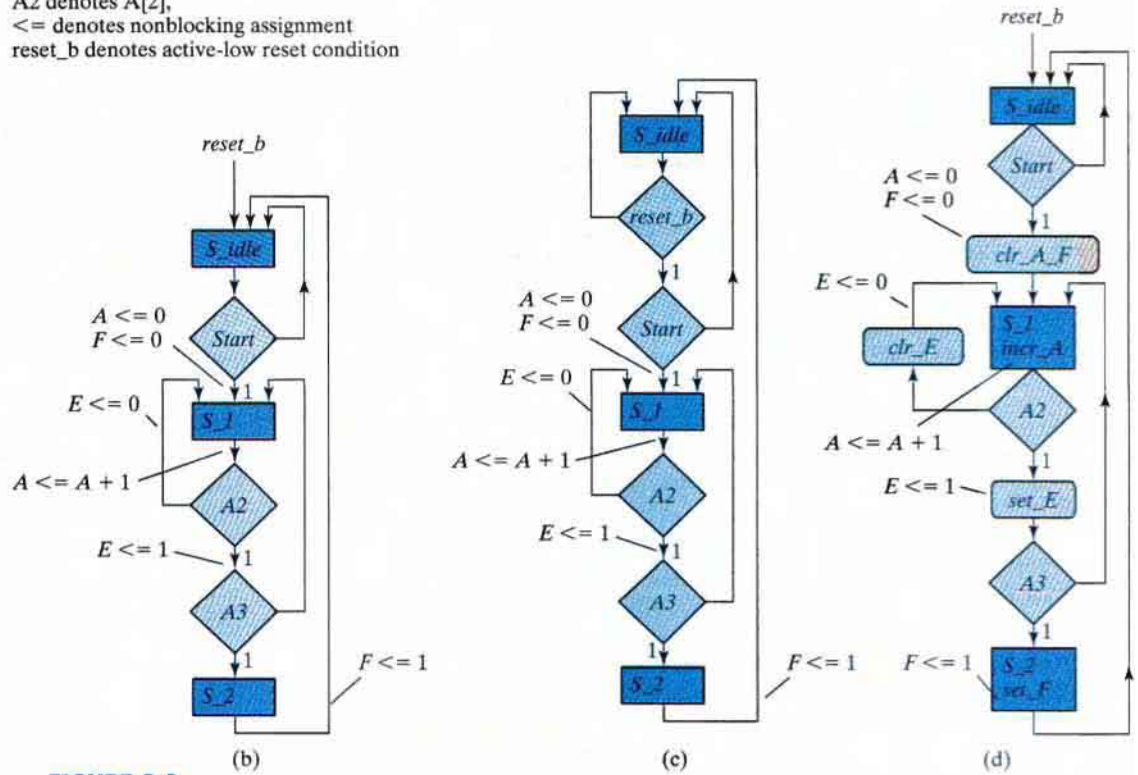 A2 denotes A[2],
<= denotes nonblocking assignment
reset_b denotes active-low reset condition
reset_b
S_idle
Start
A <= 0
F <= 0
1
E <= 0
S_1
A <= A + 1
A2
E <= 1
1
A3
1
S_2
F <= 1
(b)
S_idle
reset_b
1
Start
A <= 0
F <= 0
1
E <= 0
S_1
A <= A + 1
A2
E <= 1
1
A3
1
S_2
F <= 1
(c)
reset_b
S_idle
Start
A <= 0
F <= 0
1
clr_A_F
E <= 0
clr_E
S_1
incr_A
A2
A <= A + 1
1
E <= 1
set_E
A3
1
F <= 1
S_2
set_F
(d)